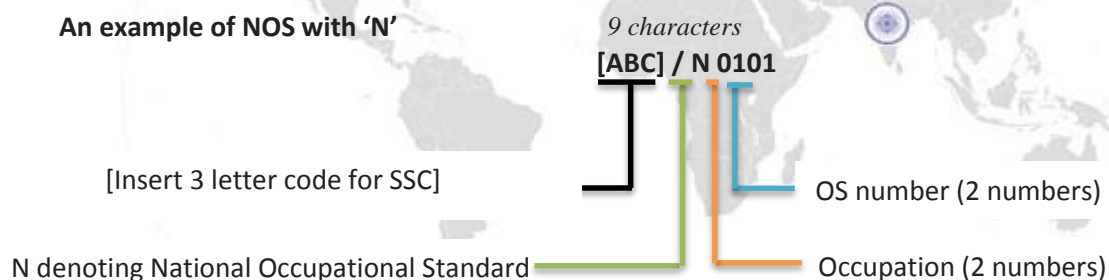 An example of NOS with ‘N’
9 characters
[ABC] / N 0101
[Insert 3 letter code for SSC]
OS number (2 numbers)
N denoting National Occupational Standard
Occupation (2 numbers)